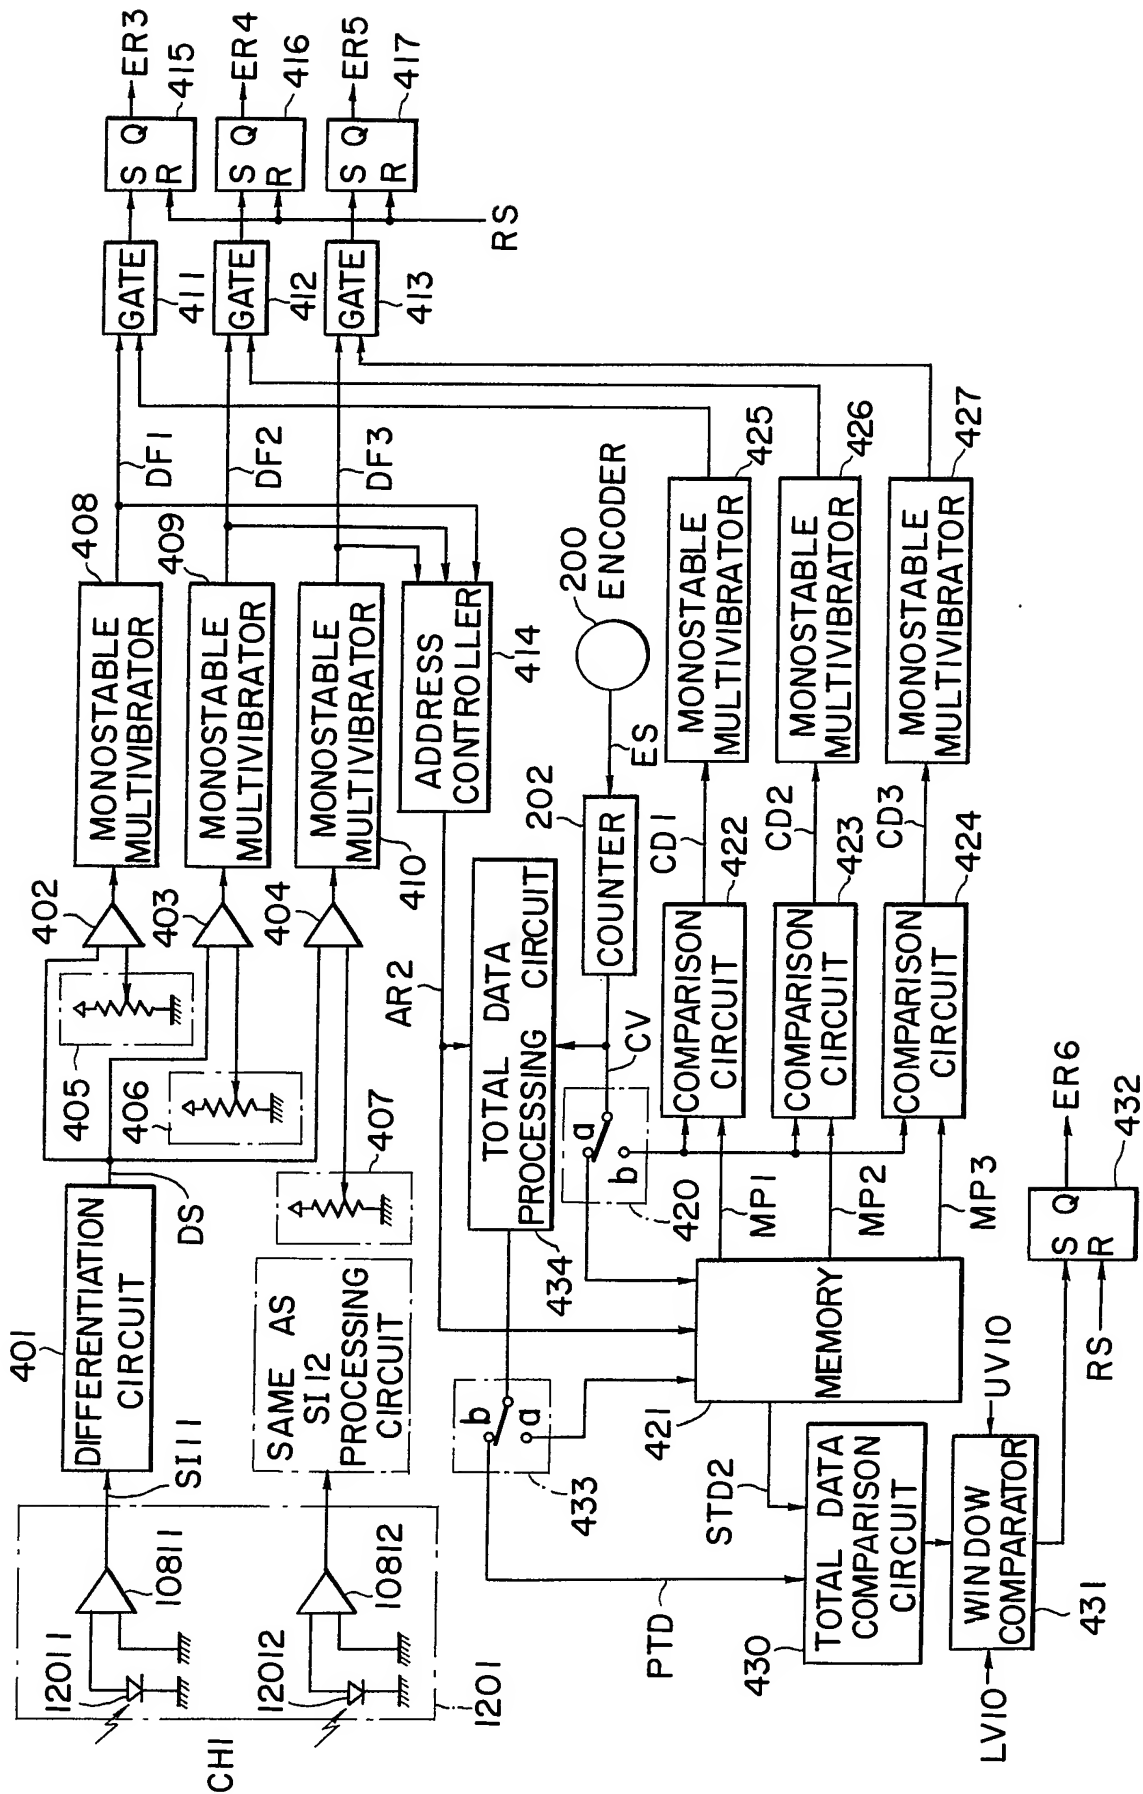 CH1
12011
10811
SI11
12012
10812
1201
401
DIFFERENTIATION
CIRCUIT
DS
SAME AS
SI12
PROCESSING
CIRCUIT
405
406
407
402
403
404
408
MONOSTABLE
MULTIVIBRATOR
409
MONOSTABLE
MULTIVIBRATOR
MONOSTABLE
MULTIVIBRATOR
410
DF1
DF2
DF3
ADDRESS
CONTROLLER
414
GATE
411
GATE
412
GATE
413
S Q
R
ER3
415
S Q
R
ER4
416
S Q
R
ER5
417
RS
AR2
433
b
a
434
TOTAL DATA
PROCESSING CIRCUIT
202
COUNTER
CV
ES
200
ENCODER
a
b
420
421
MEMORY
MP1
MP2
MP3
COMPARISON
CIRCUIT
422
COMPARISON
CIRCUIT
423
COMPARISON
CIRCUIT
424
CD1
CD2
CD3
MONOSTABLE
MULTIVIBRATOR
425
MONOSTABLE
MULTIVIBRATOR
426
MONOSTABLE
MULTIVIBRATOR
427
PTD
STD2
430
TOTAL DATA
COMPARISON
CIRCUIT
LV10
WINDOW
COMPARATOR
UV10
431
RS
S Q
R
ER6
432